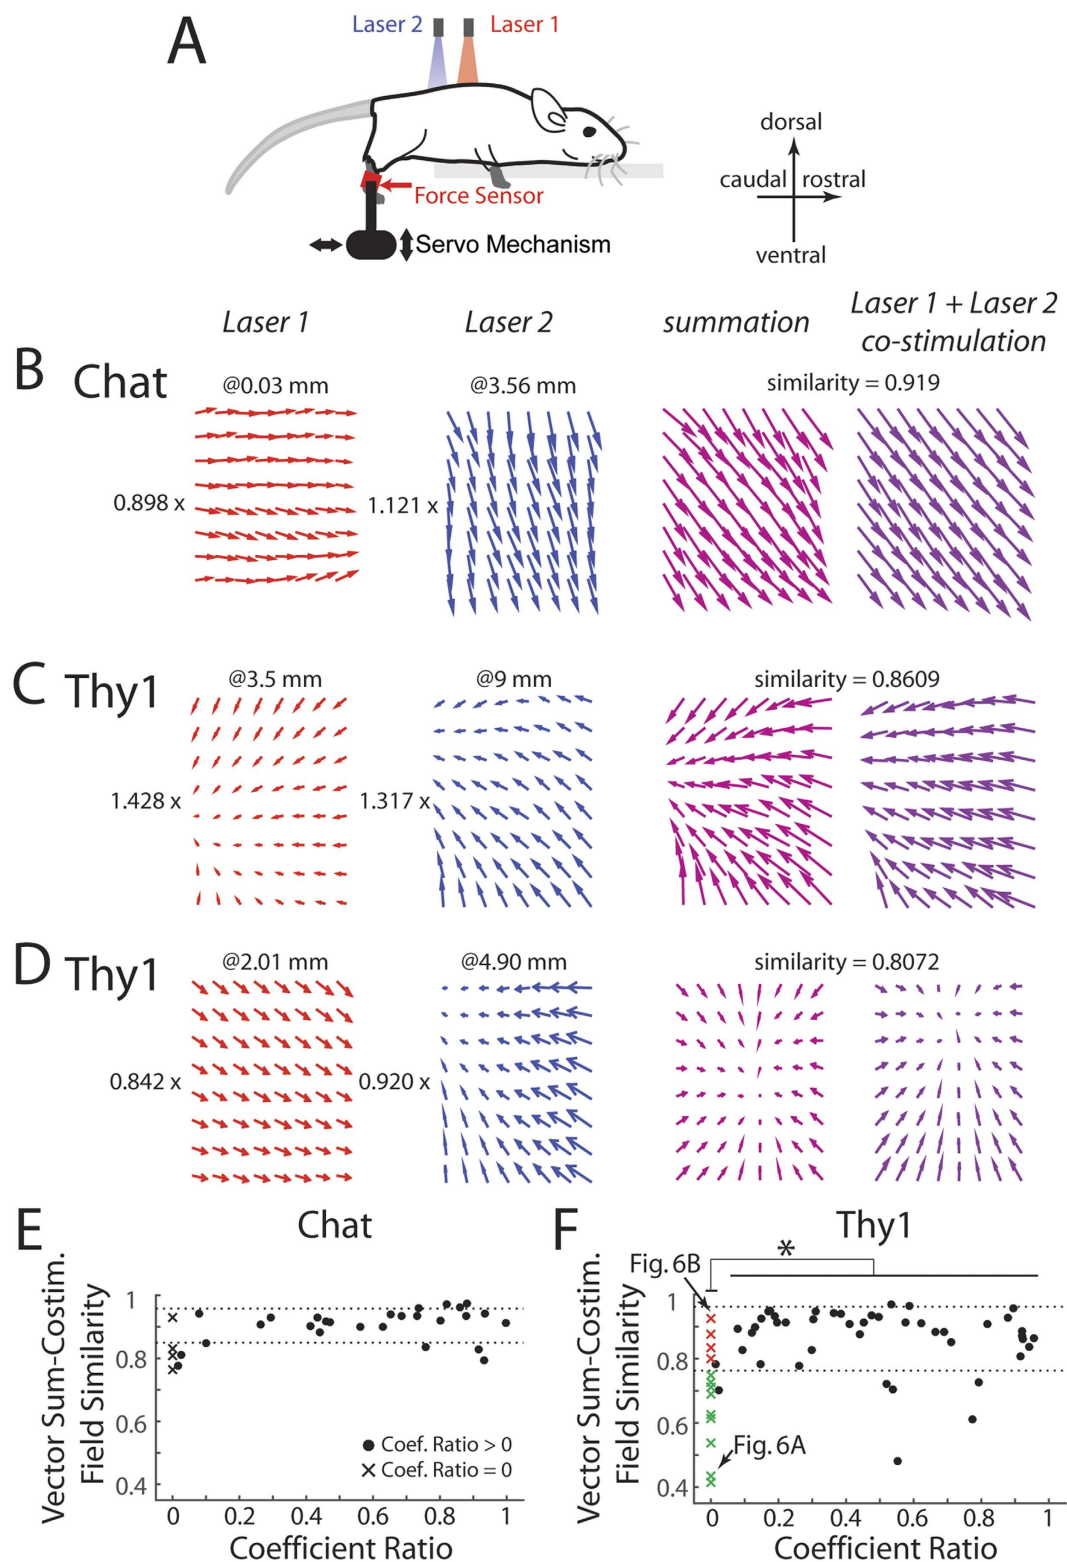 A
Laser 2
Laser 1
Force Sensor
Servo Mechanism
dorsal
caudal
rostral
ventral
Laser 1
Laser 2
summation
Laser 1 + Laser 2
co-stimulation
B
Chat
@0.03 mm
@3.56 mm
similarity = 0.919
0.898 x
1.121 x
C
Thy1
@3.5 mm
@9 mm
similarity = 0.8609
1.428 x
1.317 x
D
Thy1
@2.01 mm
@4.90 mm
similarity = 0.8072
0.842 x
0.920 x
E
Chat
Vector Sum-Costim.
Field Similarity
1
0.8
0.6
0.4
Coef. Ratio > 0
Coef. Ratio = 0
0 0.2 0.4 0.6 0.8 1
Coefficient Ratio
F
Thy1
*
Fig. 6B
Vector Sum-Costim.
Field Similarity
1
0.8
0.6
0.4
Fig. 6A
0 0.2 0.4 0.6 0.8 1
Coefficient Ratio